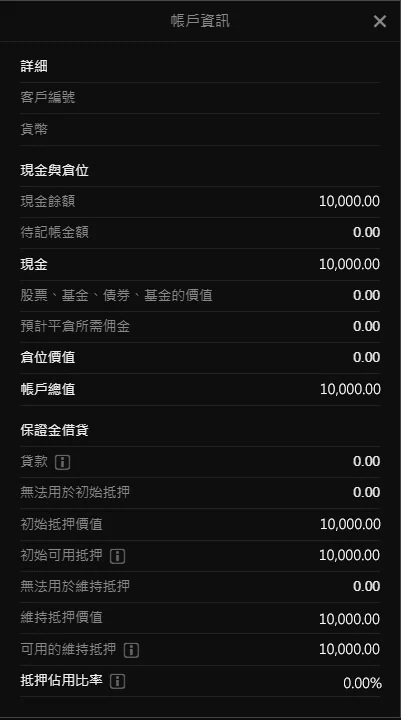 帳戶資訊
詳細
客戶編號
貨幣
現金與倉位
現金餘額 10,000.00
待記帳金額 0.00
現金 10,000.00
股票、基金、債券、基金的價值 0.00
預計平倉所需佣金 0.00
倉位價值 0.00
帳戶總值 10,000.00
保證金借貸
貸款 0.00
無法用於初始抵押 0.00
初始抵押價值 10,000.00
初始可用抵押 10,000.00
無法用於維持抵押 0.00
維持抵押價值 10,000.00
可用的維持抵押 10,000.00
抵押佔用比率 0.00%